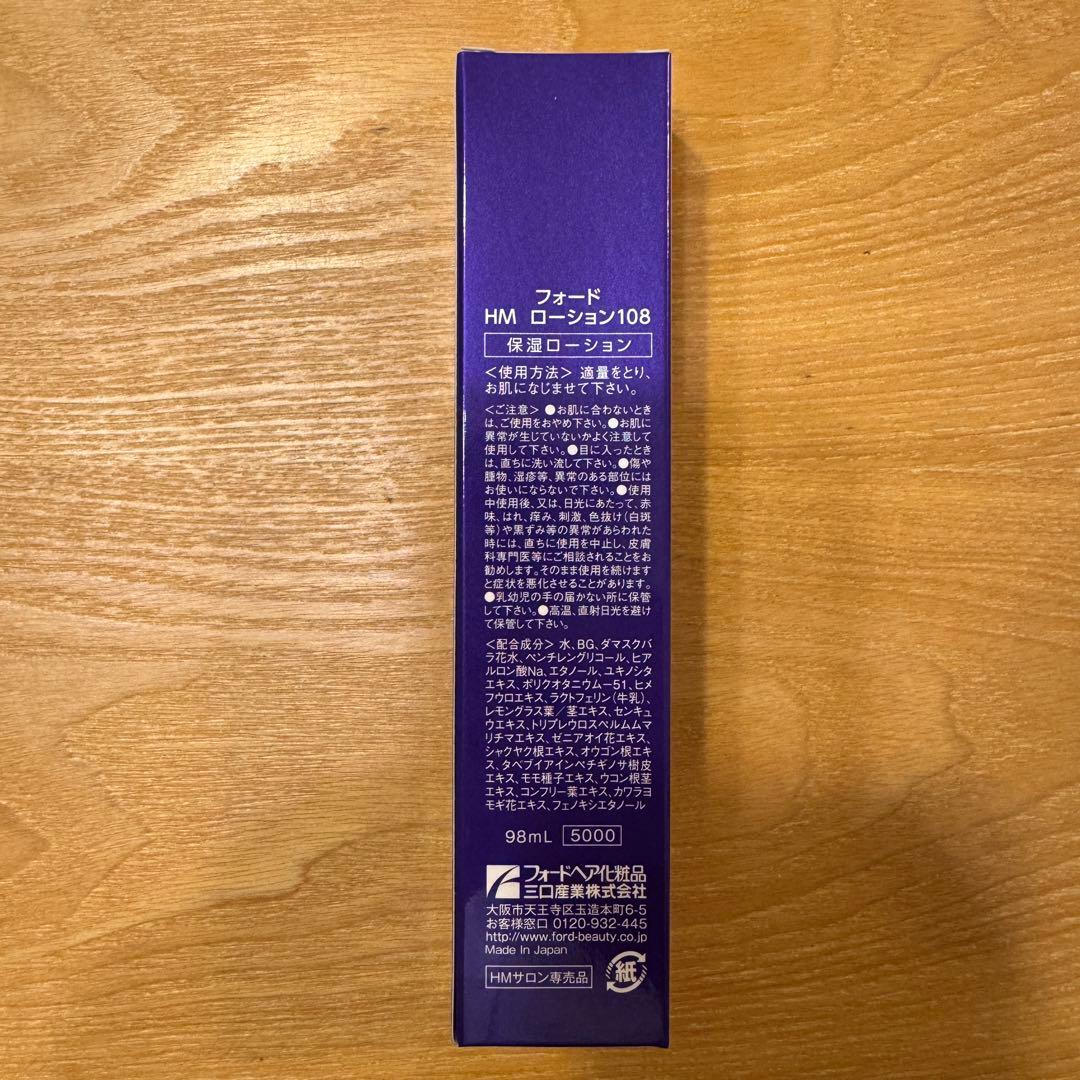 フォード
HM ローション108
保湿ローション
＜使用方法＞ 適量をとり、
お肌になじませて下さい。
＜ご注意＞ ●お肌に合わないとき
は、ご使用をおやめ下さい。●お肌に
異常が生じていないかよく注意して
使用して下さい。●目に入ったとき
は、直ちに洗い流して下さい。●傷や
腫物、湿疹等、異常のある部位には
お使いにならないで下さい。●使用
中使用後、又は、日光にあたって、赤
味、はれ、痒み、刺激、色抜け（白斑
等）や黒ずみ等の異常があらわれた
時には、直ちに使用を中止し、皮膚
科専門医等にご相談されることをお
勧めします。そのまま使用を続けます
と症状を悪化させることがあります。
●乳幼児の手の届かない所に保管
して下さい。●高温、直射日光を避け
て保管して下さい。
＜配合成分＞ 水、BG、ダマスクバ
ラ花水、ペンチレングリコール、ヒア
ルロン酸Na、エタノール、ユキノシタ
エキス、ポリクオタニウム－51、ヒメ
フウロエキス、ラクトフェリン（牛乳）、
レモングラス葉／茎エキス、センキュ
ウエキス、トリプレウロスペルムムマ
リチマエキス、ゼニアオイ花エキス、
シャクヤク根エキス、オウゴン根エキ
ス、タベブイアインペチギノサ樹皮
エキス、モモ種子エキス、ウコン根茎
エキス、コンフリー葉エキス、カワラヨ
モギ花エキス、フェノキシエタノール
98mL 5000
フォードヘア化粧品
三口産業株式会社
大阪市天王寺区玉造本町6-5
お客様窓口 0120-932-445
http://www.ford-beauty.co.jp
Made In Japan
HMサロン専売品
紙